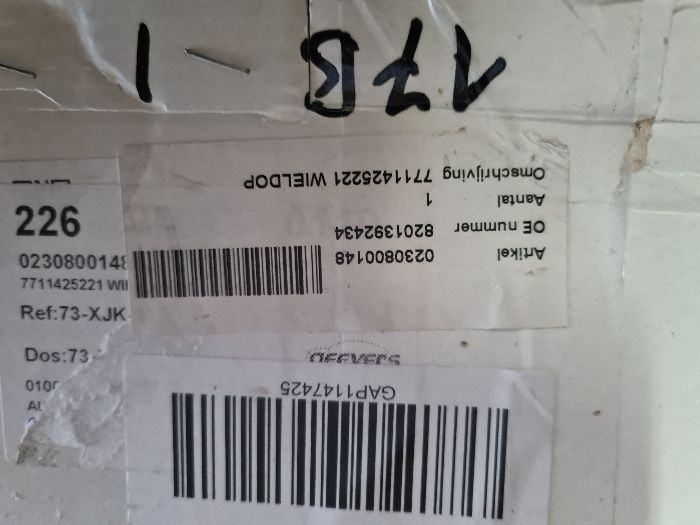 17B
226
0230800148
7711425221 WI
Ref:73-XJK-
Dos:73-
Artikel 0230800148
OE nummer 8201392434
Aantal 1
Omschrijving 7711425221 WIELDOP
GEEVERS
GAP1147425